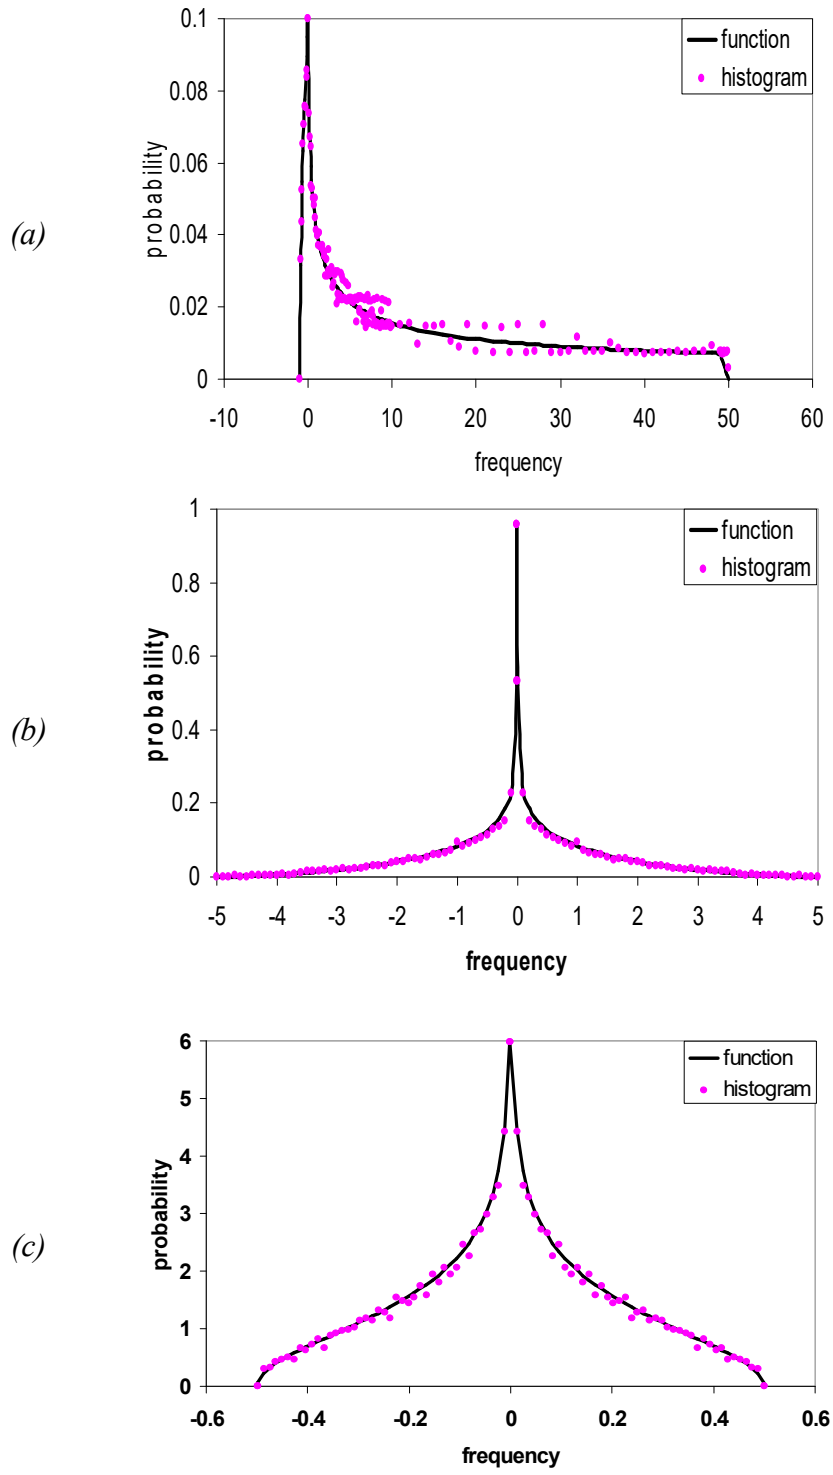 (a)
probability
0.1
0.08
0.06
0.04
0.02
0
-10 0 10 20 30 40 50 60
frequency
function
histogram
(b)
probability
1
0.8
0.6
0.4
0.2
0
-5 -4 -3 -2 -1 0 1 2 3 4 5
frequency
function
histogram
(c)
probability
6
5
4
3
2
1
0
-0.6 -0.4 -0.2 0 0.2 0.4 0.6
frequency
function
histogram